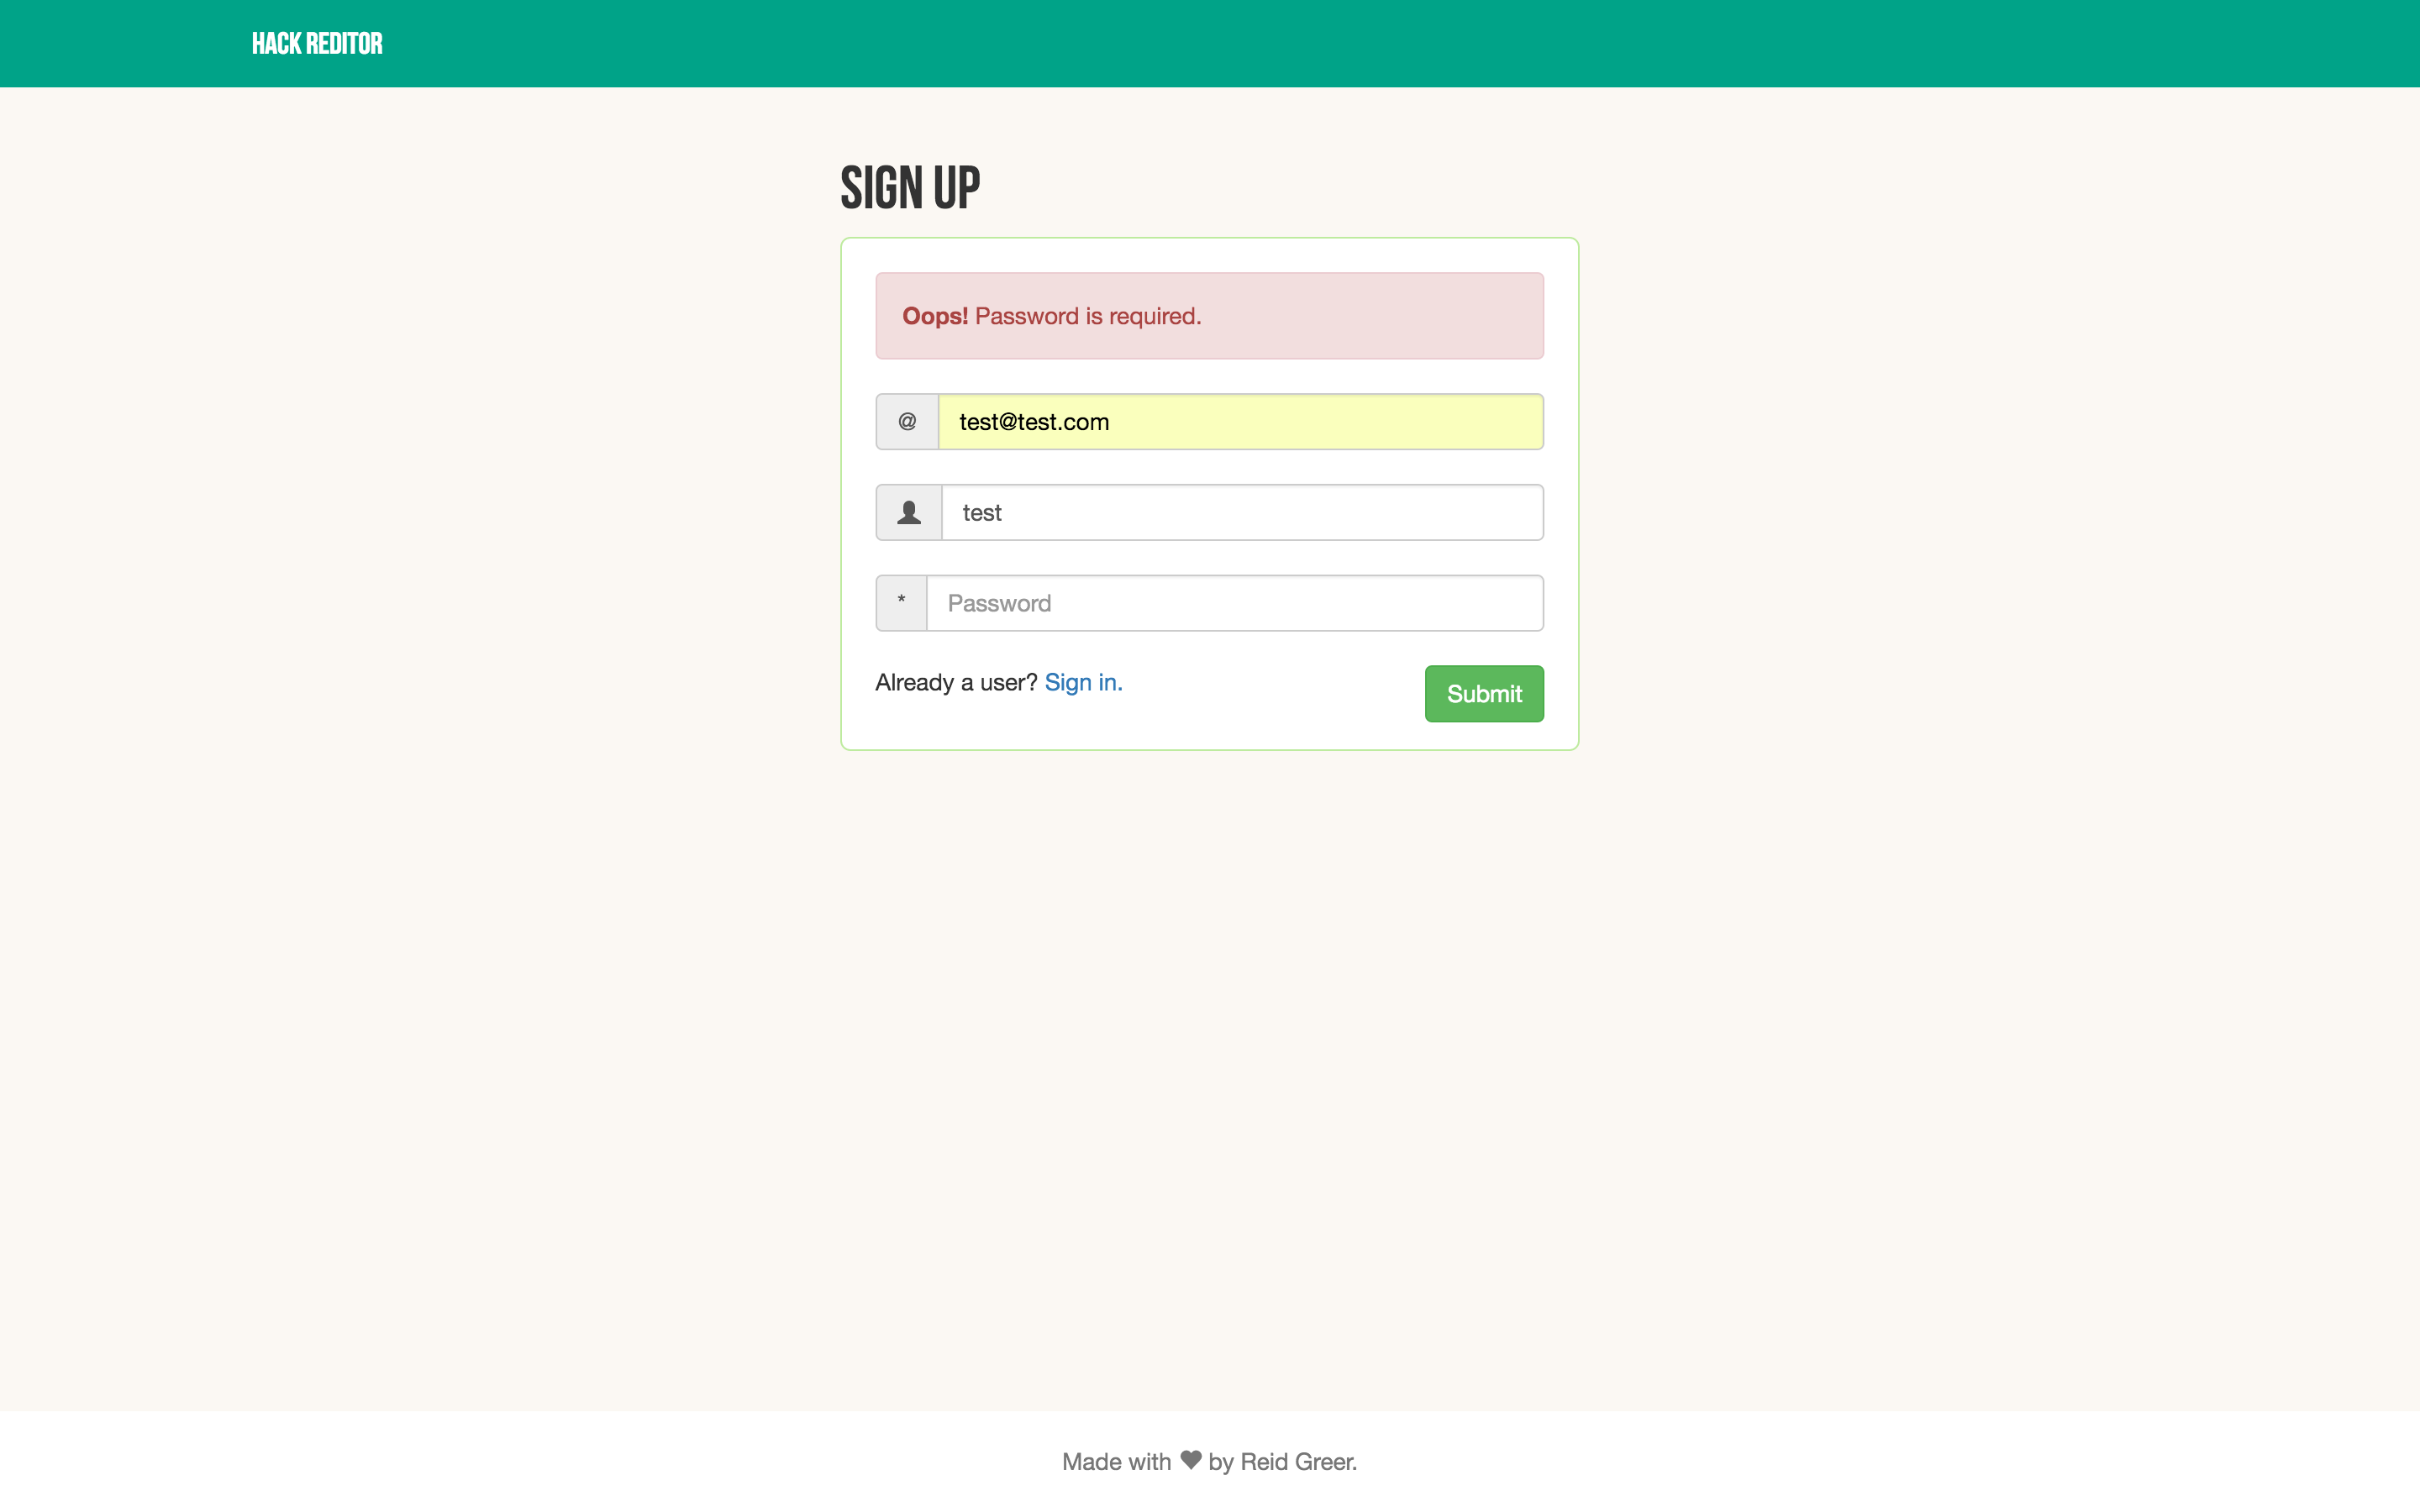 HACK REDITOR
SIGN UP
Oops! Password is required.
@ test@test.com
test
* Password
Already a user? Sign in. Submit
Made with ♥ by Reid Greer.